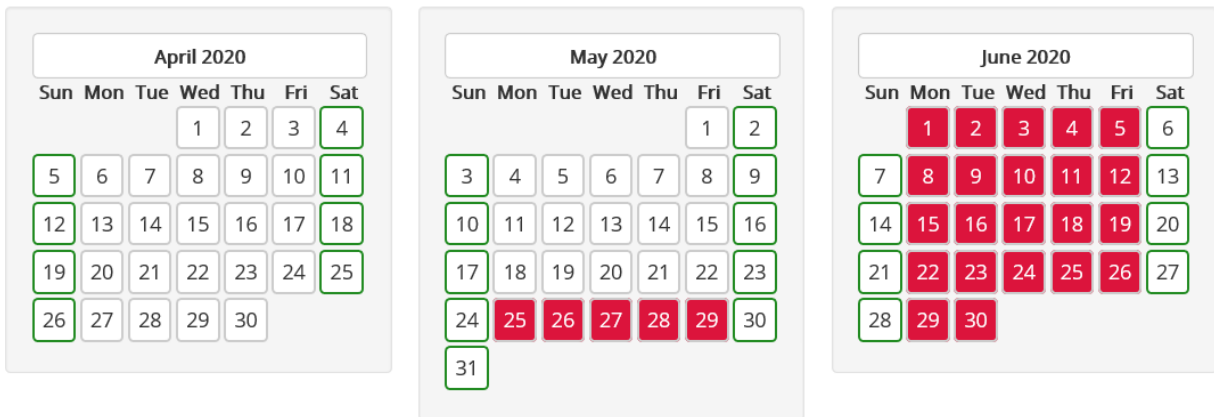 April 2020
Sun Mon Tue Wed Thu Fri Sat
1 2 3 4
5 6 7 8 9 10 11
12 13 14 15 16 17 18
19 20 21 22 23 24 25
26 27 28 29 30
May 2020
Sun Mon Tue Wed Thu Fri Sat
1 2
3 4 5 6 7 8 9
10 11 12 13 14 15 16
17 18 19 20 21 22 23
24 25 26 27 28 29 30
31
June 2020
Sun Mon Tue Wed Thu Fri Sat
1 2 3 4 5 6
7 8 9 10 11 12 13
14 15 16 17 18 19 20
21 22 23 24 25 26 27
28 29 30